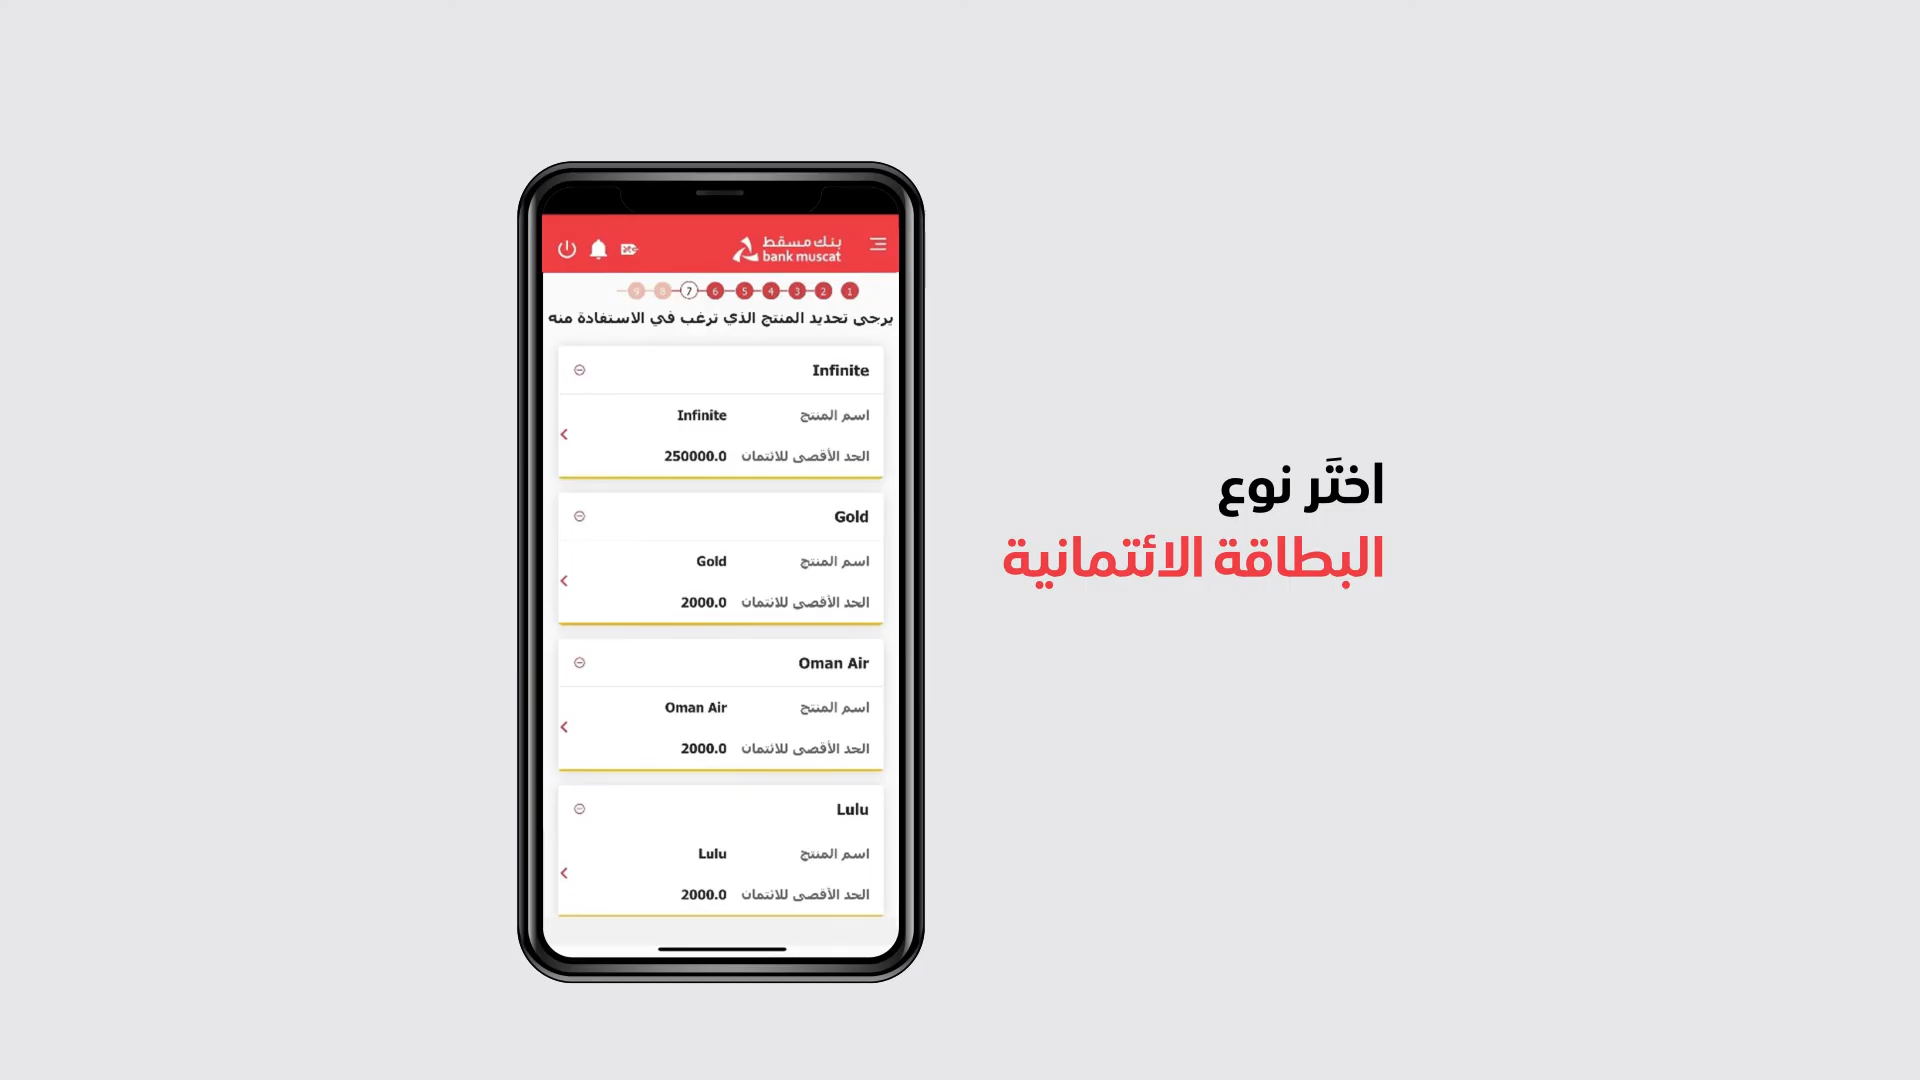 بنك مسقط
bank muscat
1 2 3 4 5 6 7 8 9
يرجى تحديد المنتج الذي ترغب في الاستفادة منه
Infinite
اسم المنتج Infinite
الحد الأقصى للائتمان 250000.0
Gold
اسم المنتج Gold
الحد الأقصى للائتمان 2000.0
Oman Air
اسم المنتج Oman Air
الحد الأقصى للائتمان 2000.0
Lulu
اسم المنتج Lulu
الحد الأقصى للائتمان 2000.0
اختَر نوع
البطاقة الائتمانية